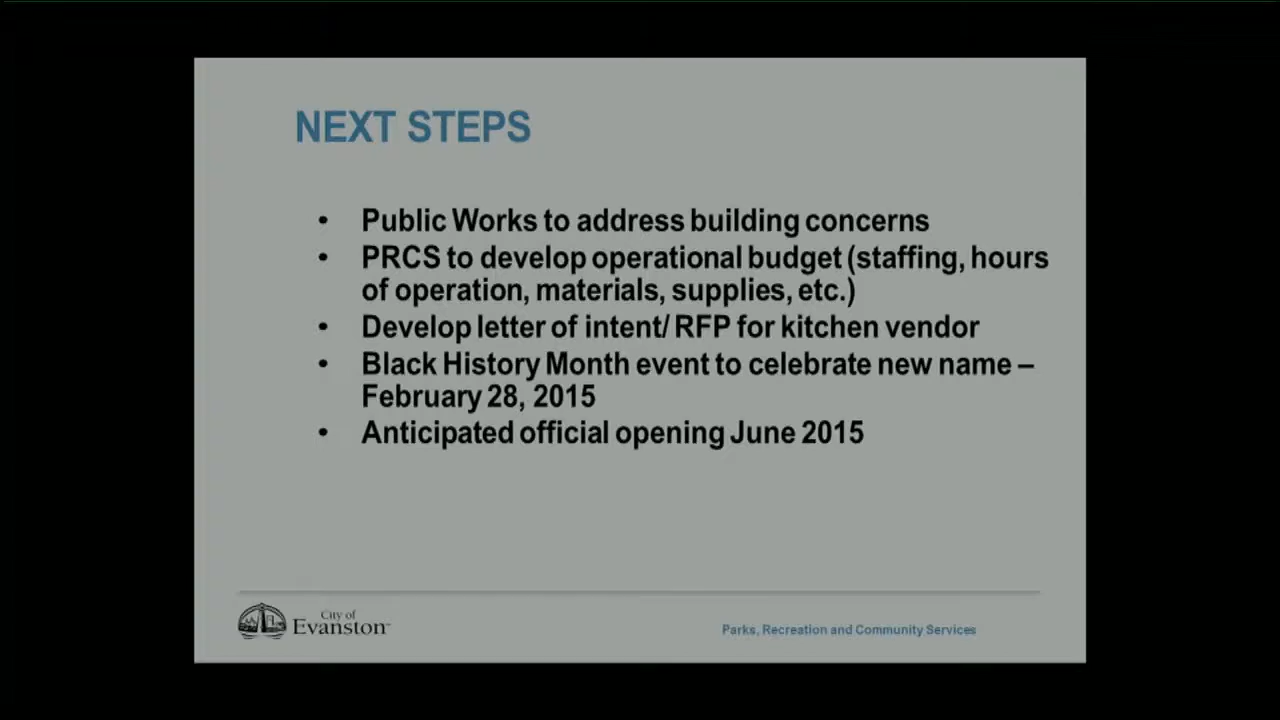 NEXT STEPS
• Public Works to address building concerns
• PRCS to develop operational budget (staffing, hours
of operation, materials, supplies, etc.)
• Develop letter of intent/ RFP for kitchen vendor
• Black History Month event to celebrate new name –
February 28, 2015
• Anticipated official opening June 2015
City of
Evanston™
Parks, Recreation and Community Services